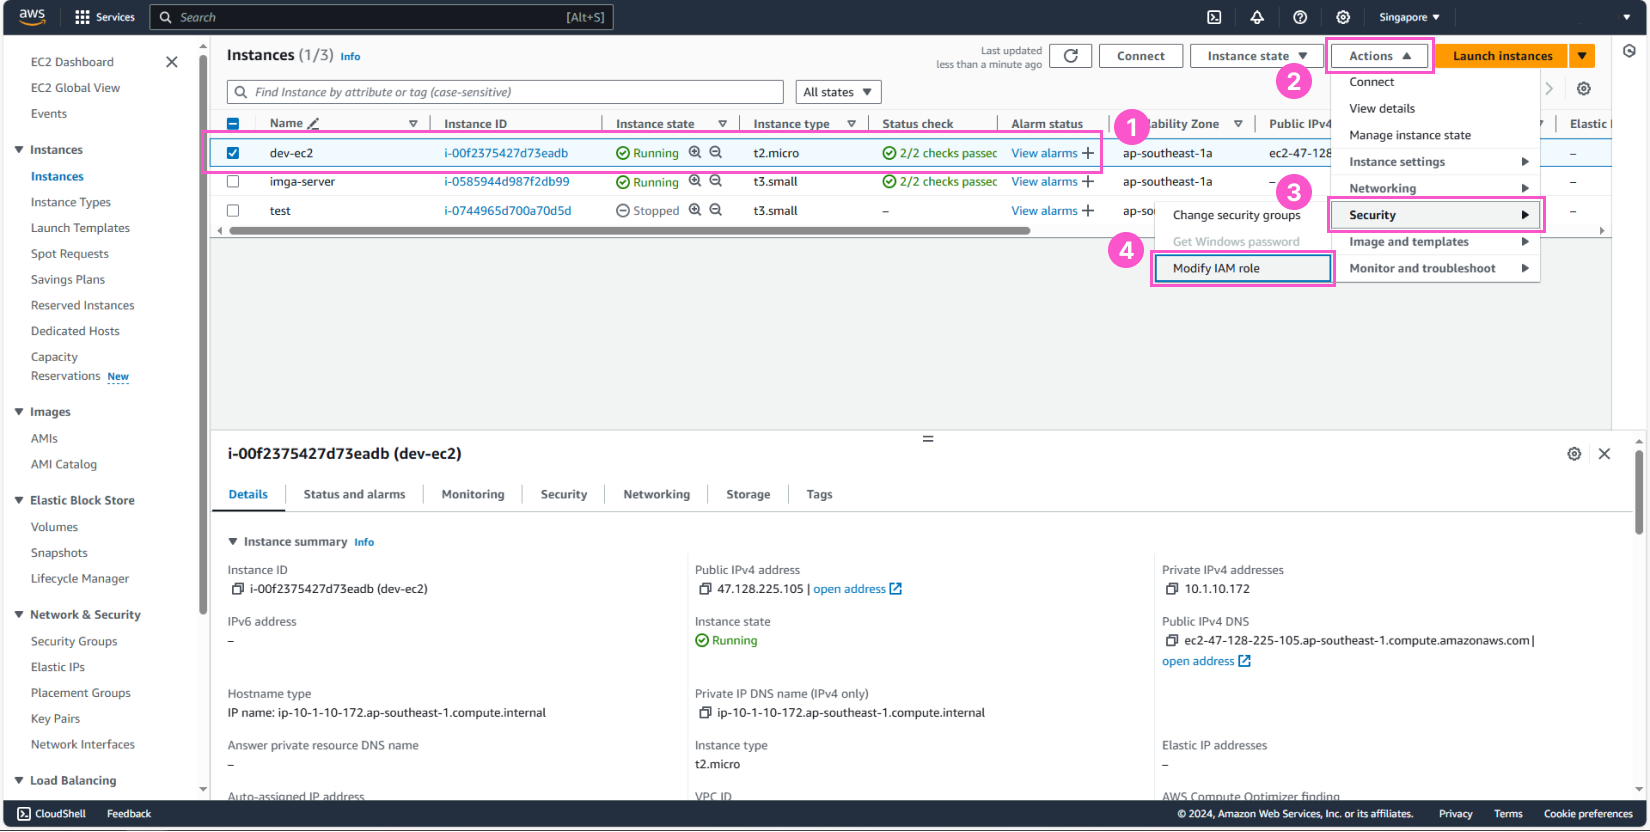 aws
Services
Search [Alt+S]
Singapore
EC2 Dashboard
EC2 Global View
Events
Instances
Instances
Instance Types
Launch Templates
Spot Requests
Savings Plans
Reserved Instances
Dedicated Hosts
Capacity
Reservations New
Images
AMIs
AMI Catalog
Elastic Block Store
Volumes
Snapshots
Lifecycle Manager
Network & Security
Security Groups
Elastic IPs
Placement Groups
Key Pairs
Network Interfaces
Load Balancing
Instances (1/3) Info
Last updated
less than a minute ago
Connect
Instance state
Actions
Launch instances
Find Instance by attribute or tag (case-sensitive)
All states
Name Instance ID Instance state Instance type Status check Alarm status lability Zone Public IPv4 Elastic I
dev-ec2 i-00f2375427d73eadb Running t2.micro 2/2 checks passec View alarms + ap-southeast-1a ec2-47-128 –
imga-server i-0585944d987f2db99 Running t3.small 2/2 checks passec View alarms + ap-southeast-1a – –
test i-0744965d700a70d5d Stopped t3.small – View alarms + ap-so –
1
2
3
4
Connect
View details
Manage instance state
Instance settings
Networking
Security
Image and templates
Monitor and troubleshoot
Change security groups
Get Windows password
Modify IAM role
i-00f2375427d73eadb (dev-ec2)
Details
Status and alarms
Monitoring
Security
Networking
Storage
Tags
Instance summary Info
Instance ID
i-00f2375427d73eadb (dev-ec2)
Public IPv4 address
47.128.225.105 | open address
Private IPv4 addresses
10.1.10.172
IPv6 address
–
Instance state
Running
Public IPv4 DNS
ec2-47-128-225-105.ap-southeast-1.compute.amazonaws.com |
open address
Hostname type
IP name: ip-10-1-10-172.ap-southeast-1.compute.internal
Private IP DNS name (IPv4 only)
ip-10-1-10-172.ap-southeast-1.compute.internal
Answer private resource DNS name
–
Instance type
t2.micro
Elastic IP addresses
–
Auto-assigned IP address
VPC ID
AWS Compute Optimizer finding
CloudShell
Feedback
© 2024, Amazon Web Services, Inc. or its affiliates.
Privacy
Terms
Cookie preferences